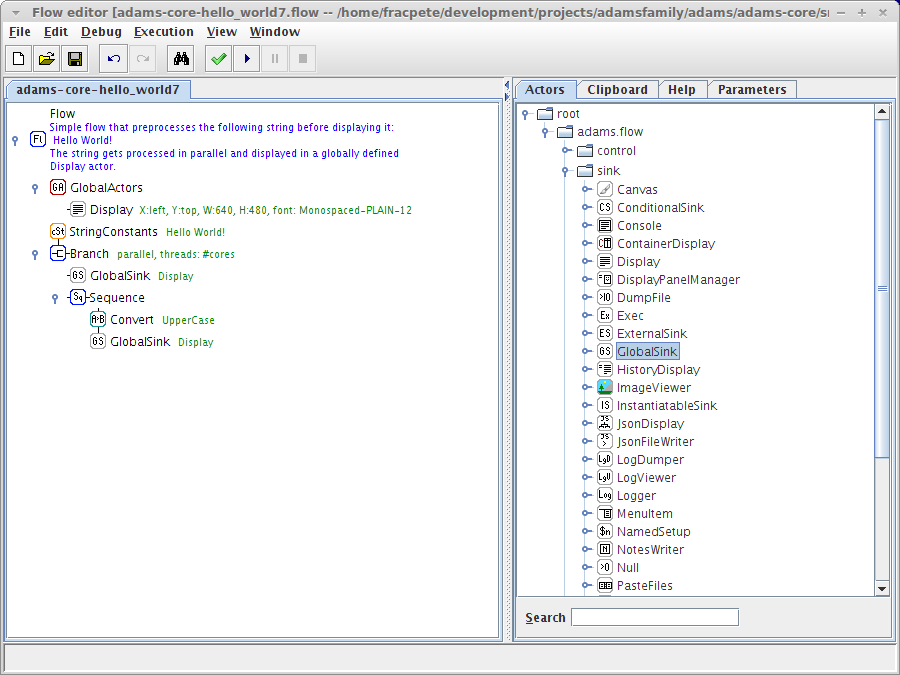 Flow editor [adams-core-hello_world7.flow -- /home/fracpete/development/projects/adamsfamily/adams/adams-core/s
File Edit Debug Execution View Window
adams-core-hello_world7
Flow
Simple flow that preprocesses the following string before displaying it:
Hello World!
The string gets processed in parallel and displayed in a globally defined
Display actor.
GlobalActors
Display X:left, Y:top, W:640, H:480, font: Monospaced-PLAIN-12
StringConstants Hello World!
Branch parallel, threads: #cores
GlobalSink Display
Sequence
Convert UpperCase
GlobalSink Display
Actors Clipboard Help Parameters
root
adams.flow
control
sink
Canvas
ConditionalSink
Console
ContainerDisplay
Display
DisplayPanelManager
DumpFile
Exec
ExternalSink
GlobalSink
HistoryDisplay
ImageViewer
InstantiatableSink
JsonDisplay
JsonFileWriter
LogDumper
LogViewer
Logger
MenuItem
NamedSetup
NotesWriter
Null
PasteFiles
Search